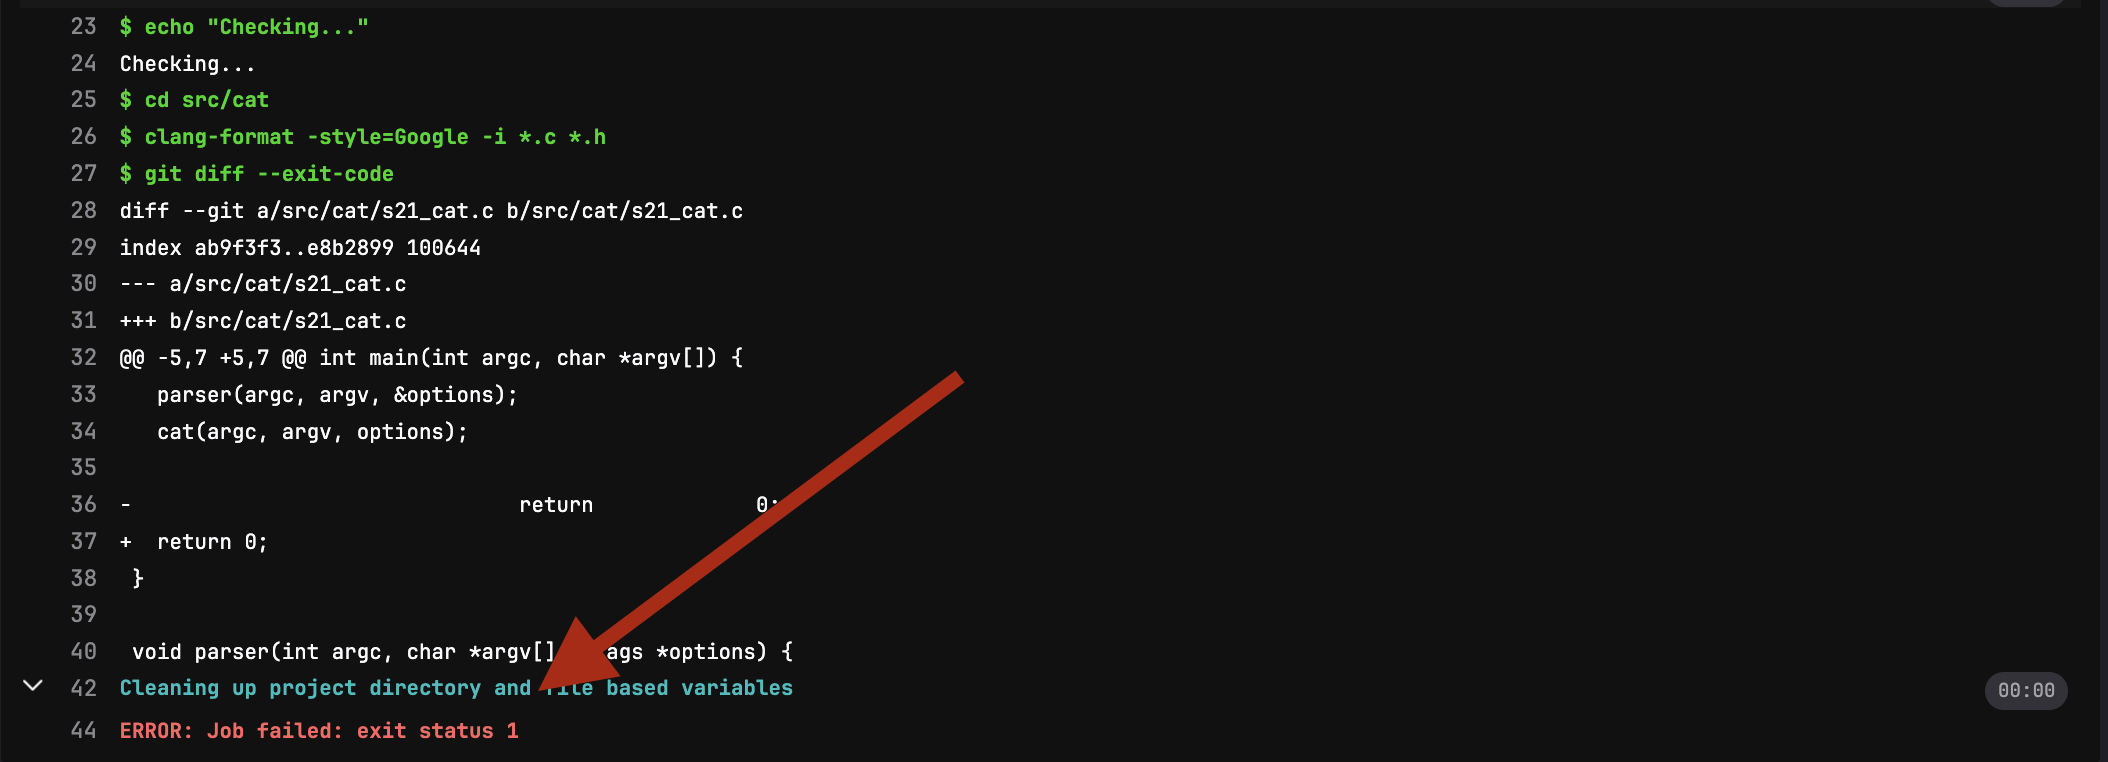 23 $ echo "Checking..."
24 Checking...
25 $ cd src/cat
26 $ clang-format -style=Google -i *.c *.h
27 $ git diff --exit-code
28 diff --git a/src/cat/s21_cat.c b/src/cat/s21_cat.c
29 index ab9f3f3..e8b2899 100644
30 --- a/src/cat/s21_cat.c
31 +++ b/src/cat/s21_cat.c
32 @@ -5,7 +5,7 @@ int main(int argc, char *argv[]) {
33    parser(argc, argv, &options);
34    cat(argc, argv, options);
35
36 -                               return             0;
37 +  return 0;
38  }
39
40  void parser(int argc, char *argv[] *options) {
42 Cleaning up project directory and file based variables 00:00
44 ERROR: Job failed: exit status 1